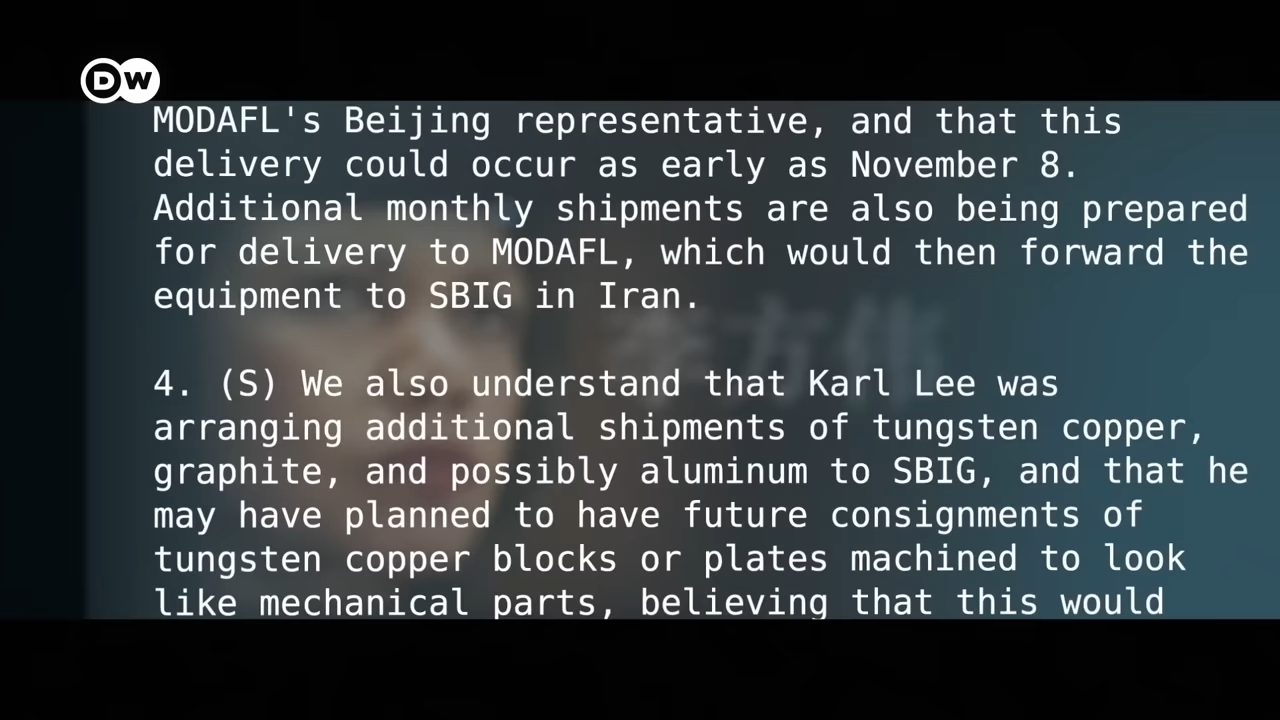 DW
MODAFL's Beijing representative, and that this
delivery could occur as early as November 8.
Additional monthly shipments are also being prepared
for delivery to MODAFL, which would then forward the
equipment to SBIG in Iran.
李方伟
4. (S) We also understand that Karl Lee was
arranging additional shipments of tungsten copper,
graphite, and possibly aluminum to SBIG, and that he
may have planned to have future consignments of
tungsten copper blocks or plates machined to look
like mechanical parts, believing that this would